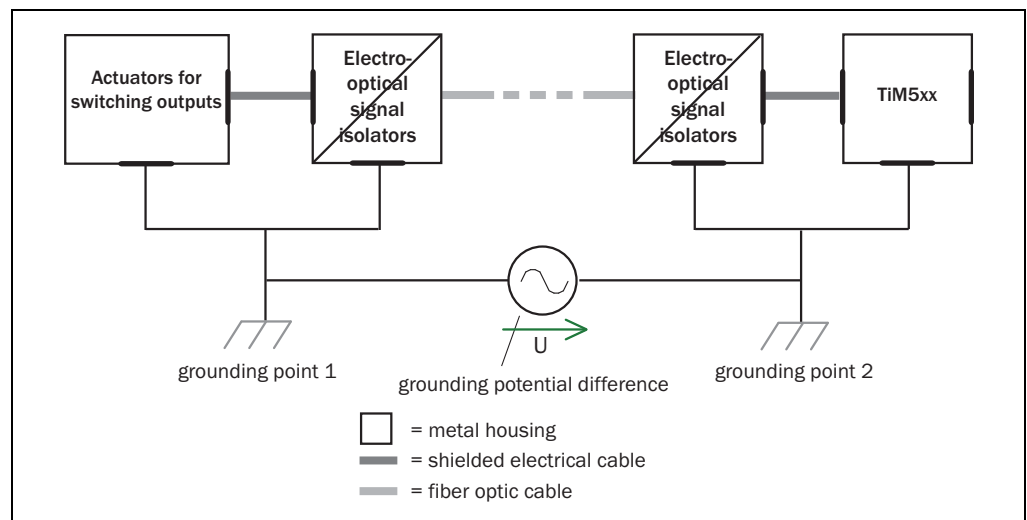 Actuators for
switching outputs
Electro-
optical
signal
isolators
Electro-
optical
signal
isolators
TiM5xx
U
grounding point 1
grounding potential difference
grounding point 2
= metal housing
= shielded electrical cable
= fiber optic cable